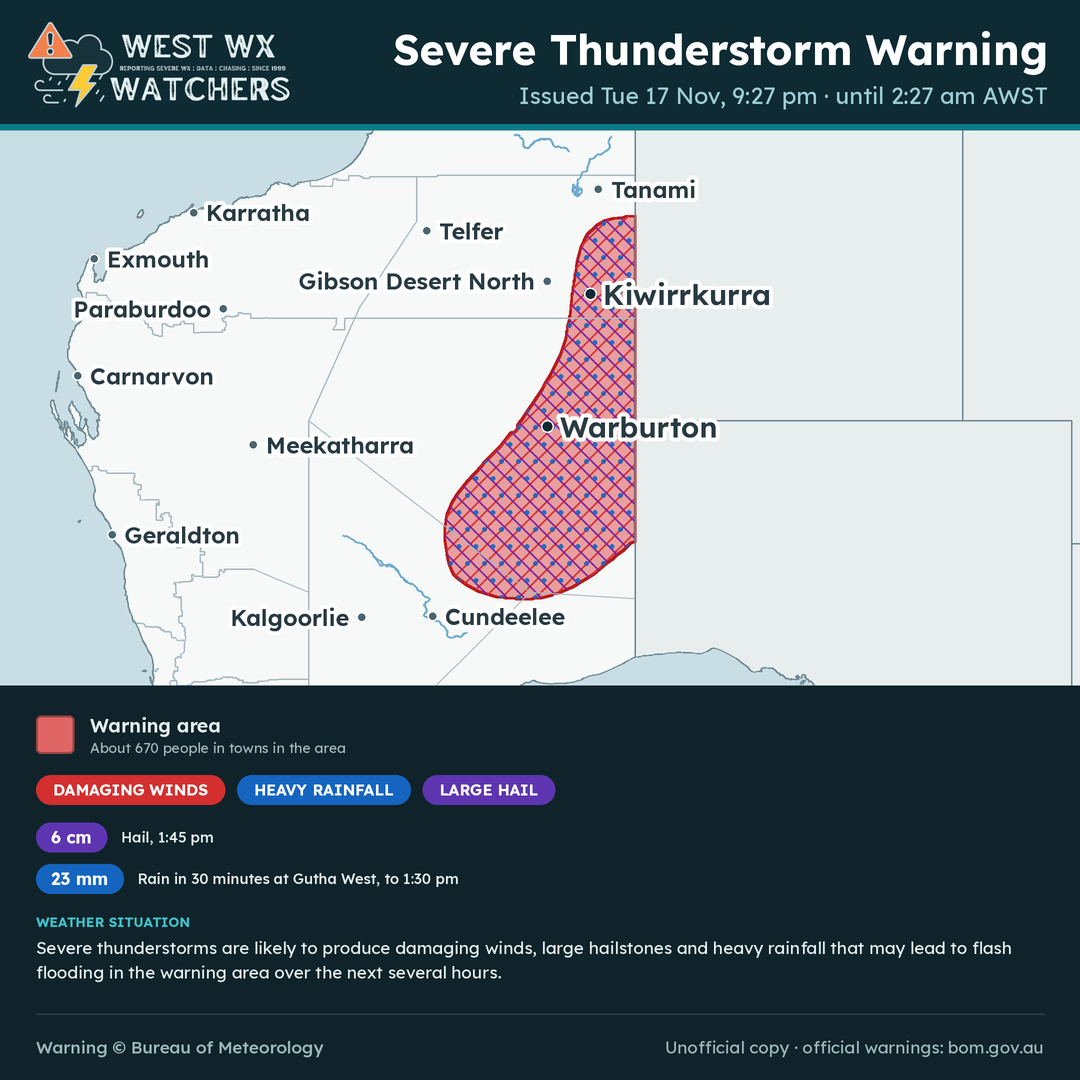 WEST WX
REPORTING SEVERE WX : DATA : CHASING : SINCE 1999
WATCHERS
Severe Thunderstorm Warning
Issued Tue 17 Nov, 9:27 pm · until 2:27 am AWST
Tanami
Karratha
Telfer
Exmouth
Gibson Desert North
Kiwirrkurra
Paraburdoo
Carnarvon
Warburton
Meekatharra
Geraldton
Kalgoorlie
Cundeelee
Warning area
About 670 people in towns in the area
DAMAGING WINDS
HEAVY RAINFALL
LARGE HAIL
6 cm
Hail, 1:45 pm
23 mm
Rain in 30 minutes at Gutha West, to 1:30 pm
WEATHER SITUATION
Severe thunderstorms are likely to produce damaging winds, large hailstones and heavy rainfall that may lead to flash
flooding in the warning area over the next several hours.
Warning © Bureau of Meteorology
Unofficial copy · official warnings: bom.gov.au